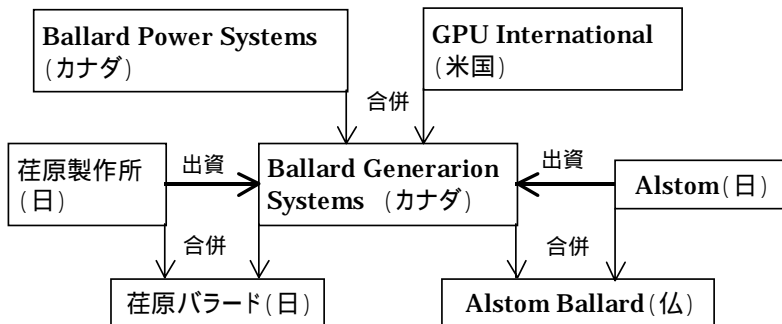 Ballard Power Systems
(カナダ)
GPU International
(米国)
合併
荏原製作所
(日)
出資
Ballard Generarion
Systems (カナダ)
出資
Alstom(日)
合併
合併
荏原バラード(日)
Alstom Ballard(仏)